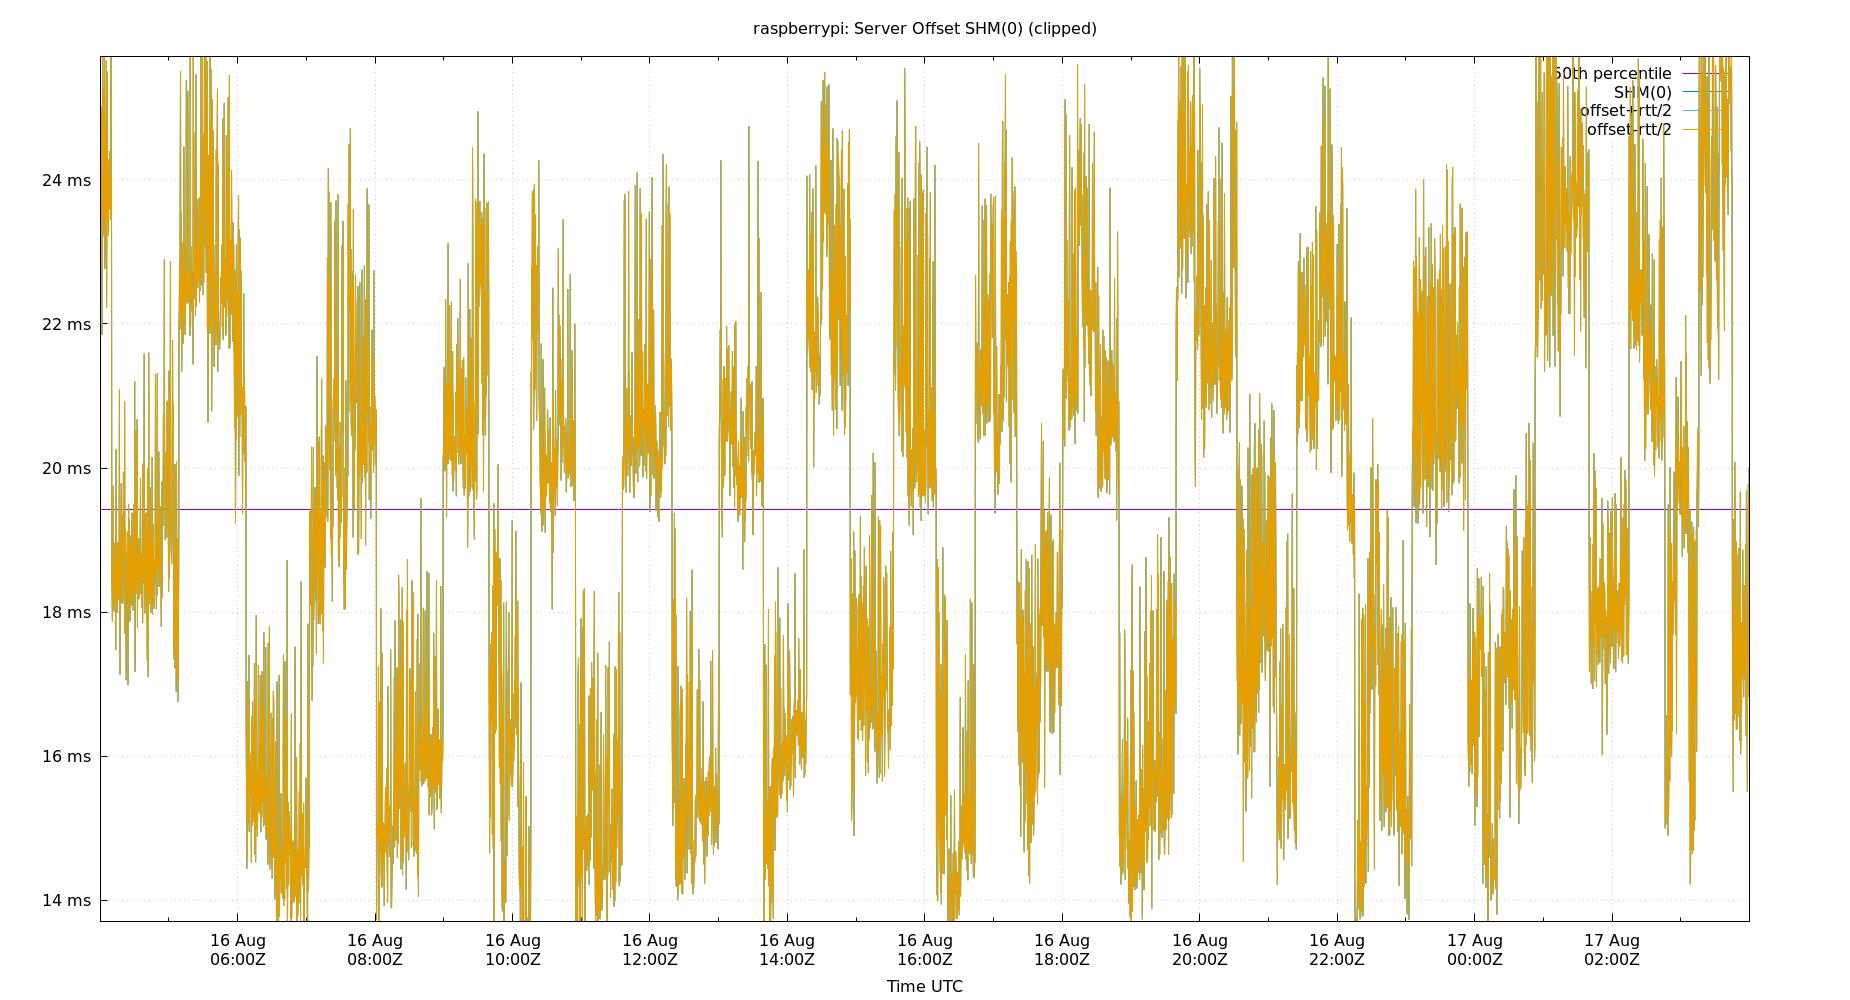 raspberrypi: Server Offset SHM(0) (clipped)
50th percentile
SHM(0)
offset+rtt/2
offset-rtt/2
24 ms
22 ms
20 ms
18 ms
16 ms
14 ms
16 Aug 16 Aug 16 Aug 16 Aug 16 Aug 16 Aug 16 Aug 16 Aug 16 Aug 17 Aug 17 Aug
06:00Z 08:00Z 10:00Z 12:00Z 14:00Z 16:00Z 18:00Z 20:00Z 22:00Z 00:00Z 02:00Z
Time UTC